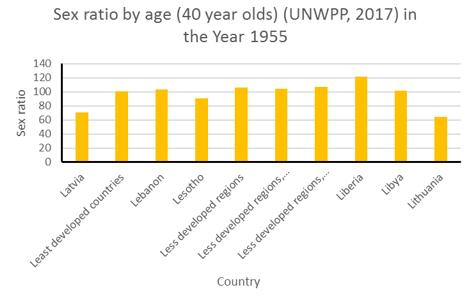 Sex ratio by age (40 year olds) (UNWPP, 2017) in
the Year 1955
140
120
100
80
60
40
20
0
Sex ratio
Latvia
Least developed countries
Lebanon
Lesotho
Less developed regions
Less developed regions,...
Less developed regions,...
Liberia
Libya
Lithuania
Country